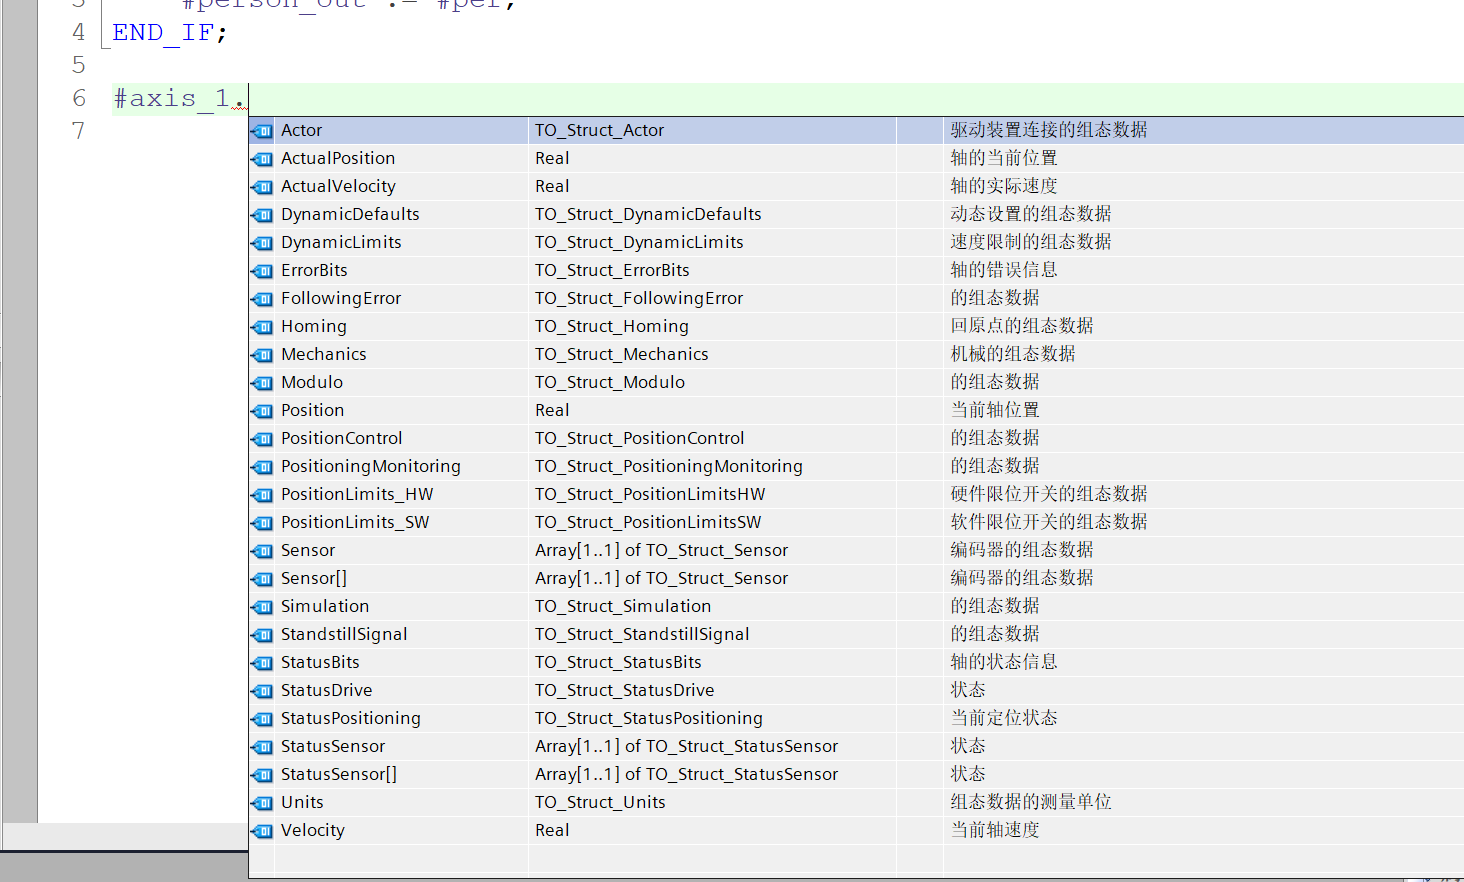 3 #person_out := #per;
4 END_IF;
5
6 #axis_1.
7
Actor TO_Struct_Actor 驱动装置连接的组态数据
ActualPosition Real 轴的当前位置
ActualVelocity Real 轴的实际速度
DynamicDefaults TO_Struct_DynamicDefaults 动态设置的组态数据
DynamicLimits TO_Struct_DynamicLimits 速度限制的组态数据
ErrorBits TO_Struct_ErrorBits 轴的错误信息
FollowingError TO_Struct_FollowingError 的组态数据
Homing TO_Struct_Homing 回原点的组态数据
Mechanics TO_Struct_Mechanics 机械的组态数据
Modulo TO_Struct_Modulo 的组态数据
Position Real 当前轴位置
PositionControl TO_Struct_PositionControl 的组态数据
PositioningMonitoring TO_Struct_PositioningMonitoring 的组态数据
PositionLimits_HW TO_Struct_PositionLimitsHW 硬件限位开关的组态数据
PositionLimits_SW TO_Struct_PositionLimitsSW 软件限位开关的组态数据
Sensor Array[1..1] of TO_Struct_Sensor 编码器的组态数据
Sensor[] Array[1..1] of TO_Struct_Sensor 编码器的组态数据
Simulation TO_Struct_Simulation 的组态数据
StandstillSignal TO_Struct_StandstillSignal 的组态数据
StatusBits TO_Struct_StatusBits 轴的状态信息
StatusDrive TO_Struct_StatusDrive 状态
StatusPositioning TO_Struct_StatusPositioning 当前定位状态
StatusSensor Array[1..1] of TO_Struct_StatusSensor 状态
StatusSensor[] Array[1..1] of TO_Struct_StatusSensor 状态
Units TO_Struct_Units 组态数据的测量单位
Velocity Real 当前轴速度